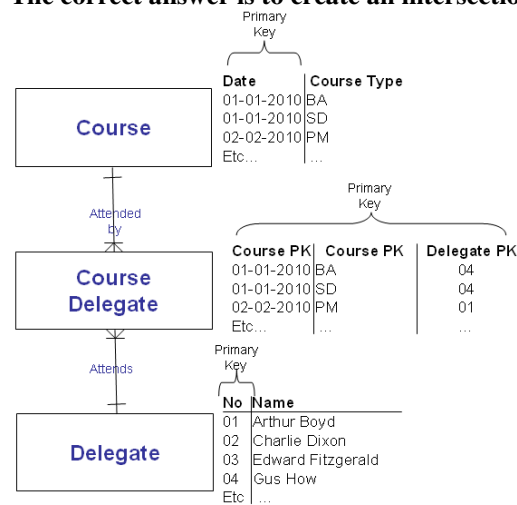 The correct answer is to create an intersectio
Primary
Key
Date Course Type
01-01-2010 BA
01-01-2010 SD
02-02-2010 PM
Etc... ...
Course
Attended
by
Primary
Key
Course PK Course PK Delegate PK
01-01-2010 BA 04
01-01-2010 SD 04
02-02-2010 PM 01
Etc... ... ...
Course
Delegate
Attends
Primary
Key
No Name
01 Arthur Boyd
02 Charlie Dixon
03 Edward Fitzgerald
04 Gus How
Etc ...
Delegate